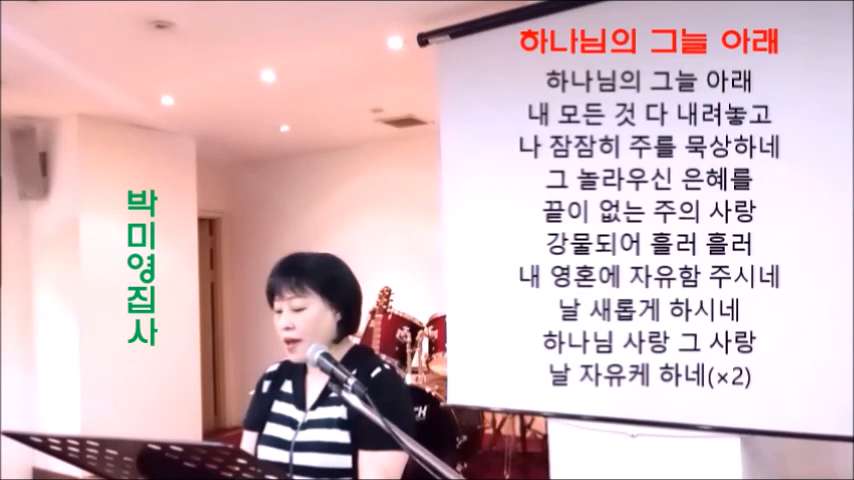 하나님의 그늘 아래
하나님의 그늘 아래
내 모든 것 다 내려놓고
나 잠잠히 주를 묵상하네
그 놀라우신 은혜를
끝이 없는 주의 사랑
강물되어 흘러 흘러
내 영혼에 자유함 주시네
날 새롭게 하시네
하나님 사랑 그 사랑
날 자유케 하네(×2)
박미영집사